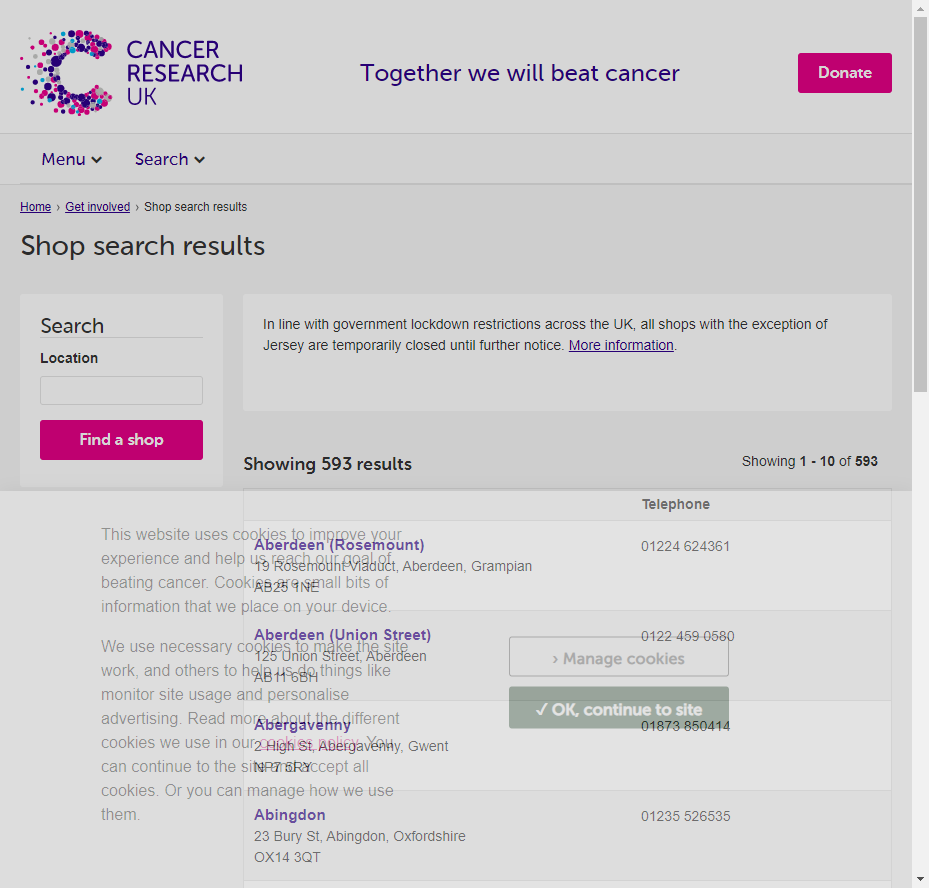 CANCER
RESEARCH
UK
Together we will beat cancer
Donate
Menu
Search
Home › Get involved › Shop search results
Shop search results
Search
Location
Find a shop
In line with government lockdown restrictions across the UK, all shops with the exception of
Jersey are temporarily closed until further notice. More information.
Showing 593 results
Showing 1 - 10 of 593
Telephone
Aberdeen (Rosemount)
19 Rosemount Viaduct, Aberdeen, Grampian
AB25 1NE
01224 624361
Aberdeen (Union Street)
125 Union Street, Aberdeen
AB11 6BH
0122 459 0580
Abergavenny
2 High St, Abergavenny, Gwent
NP7 5RY
01873 850414
Abingdon
23 Bury St, Abingdon, Oxfordshire
OX14 3QT
01235 526535
This website uses cookies to improve your
experience and help us reach our goal of
beating cancer. Cookies are small bits of
information that we place on your device.
We use necessary cookies to make the site
work, and others to help us do things like
monitor site usage and personalise
advertising. Read more about the different
cookies we use in our cookies policy. You
can continue to the site and accept all
cookies. Or you can manage how we use
them.
› Manage cookies
✓ OK, continue to site